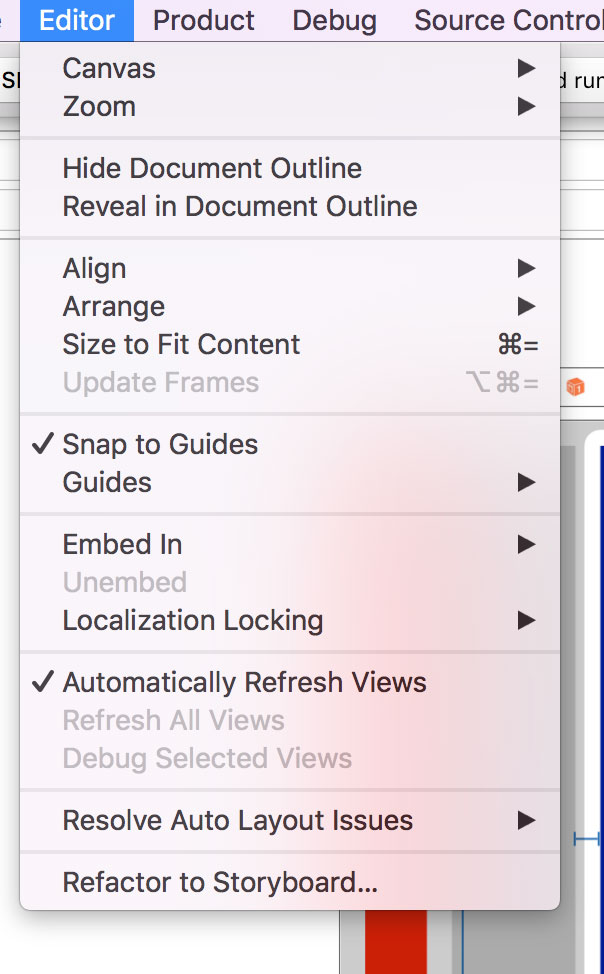 Editor Product Debug Source Control
Canvas ▶
Zoom ▶
Hide Document Outline
Reveal in Document Outline
Align ▶
Arrange ▶
Size to Fit Content ⌘=
Update Frames ⌥⌘=
✓ Snap to Guides
Guides ▶
Embed In ▶
Unembed
Localization Locking ▶
✓ Automatically Refresh Views
Refresh All Views
Debug Selected Views
Resolve Auto Layout Issues ▶
Refactor to Storyboard...